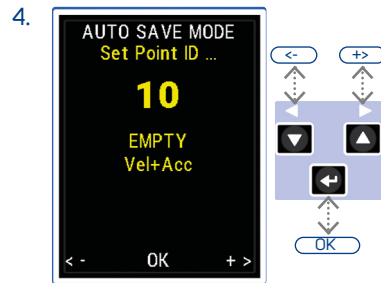 4.
AUTO SAVE MODE
Set Point ID ...
10
EMPTY
Vel+Acc
< - OK + >
<- +>
OK